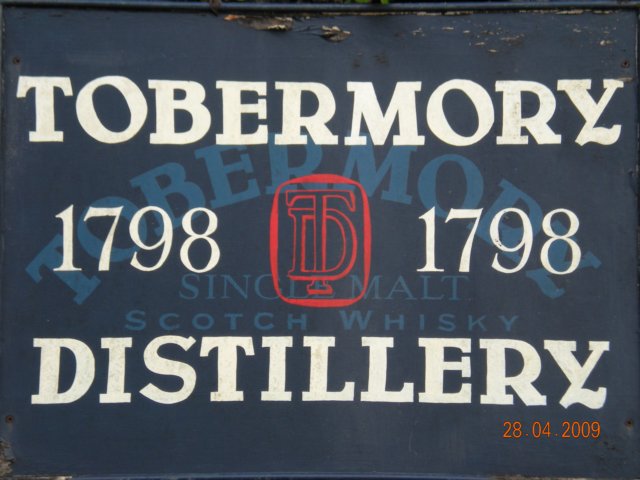 TOBERMORY
TOBERMORY
1798 TD 1798
SINGLE MALT
SCOTCH WHISKY
DISTILLERY
28.04.2009